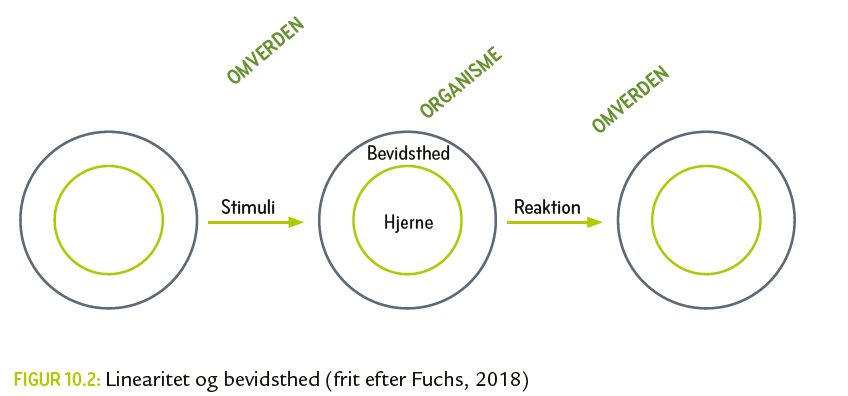 OMVERDEN
ORGANISME
OMVERDEN
Bevidsthed
Stimuli
Hjerne
Reaktion
FIGUR 10.2: Linearitet og bevidsthed (frit efter Fuchs, 2018)